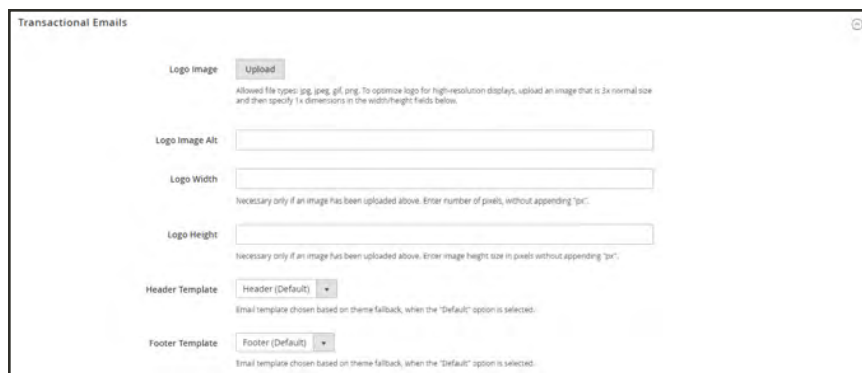 Transactional Emails
Logo Image
Upload
Allowed file types: jpg, jpeg, gif, png. To optimize logo for high-resolution displays, upload an image that is 3x normal size
and then specify 1x dimensions in the width/height fields below.
Logo Image Alt
Logo Width
Necessary only if an image has been uploaded above. Enter number of pixels, without appending "px".
Logo Height
Necessary only if an image has been uploaded above. Enter image height size in pixels without appending "px".
Header Template
Header (Default)
Email template chosen based on theme fallback, when the "Default" option is selected.
Footer Template
Footer (Default)
Email template chosen based on theme fallback, when the "Default" option is selected.